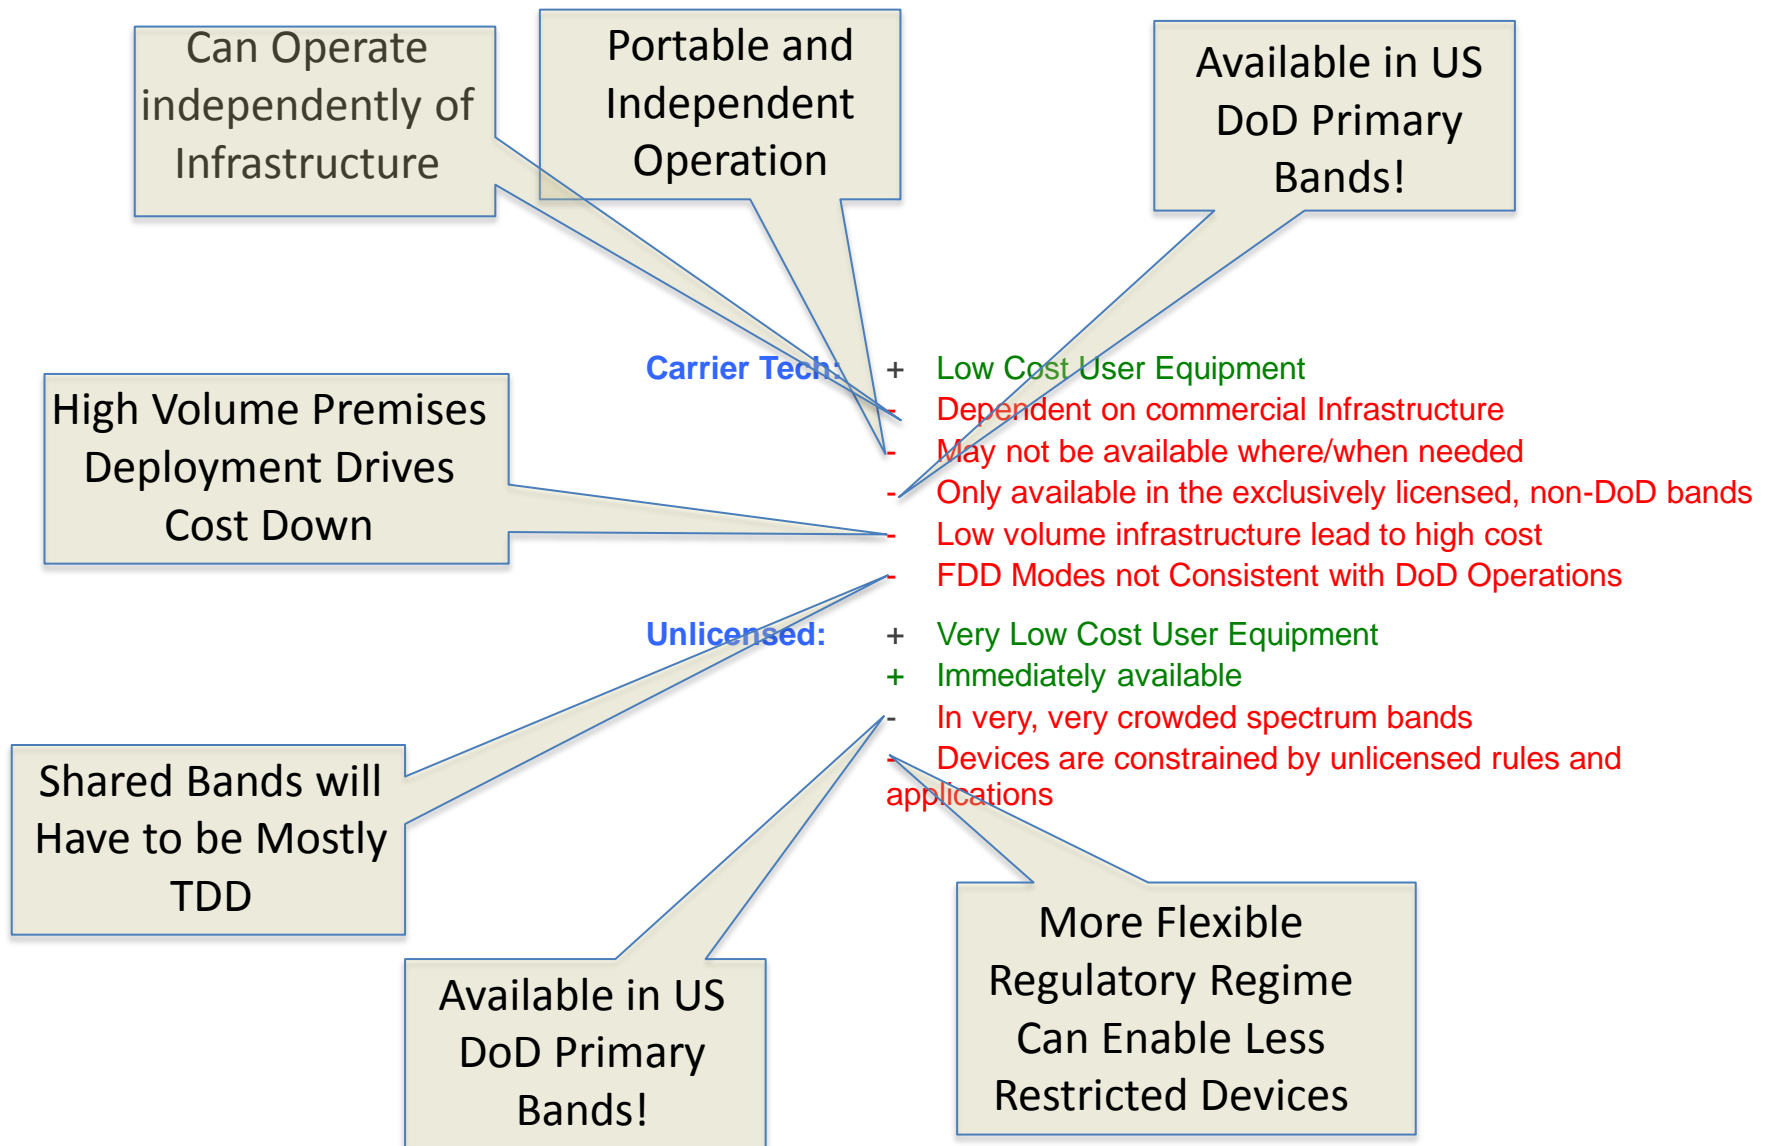 Can Operate
independently of
Infrastructure
Portable and
Independent
Operation
Available in US
DoD Primary
Bands!
High Volume Premises
Deployment Drives
Cost Down
Carrier Tech: + Low Cost User Equipment
- Dependent on commercial Infrastructure
- May not be available where/when needed
- Only available in the exclusively licensed, non-DoD bands
- Low volume infrastructure lead to high cost
- FDD Modes not Consistent with DoD Operations
Unlicensed: + Very Low Cost User Equipment
+ Immediately available
- In very, very crowded spectrum bands
- Devices are constrained by unlicensed rules and
applications
Shared Bands will
Have to be Mostly
TDD
Available in US
DoD Primary
Bands!
More Flexible
Regulatory Regime
Can Enable Less
Restricted Devices